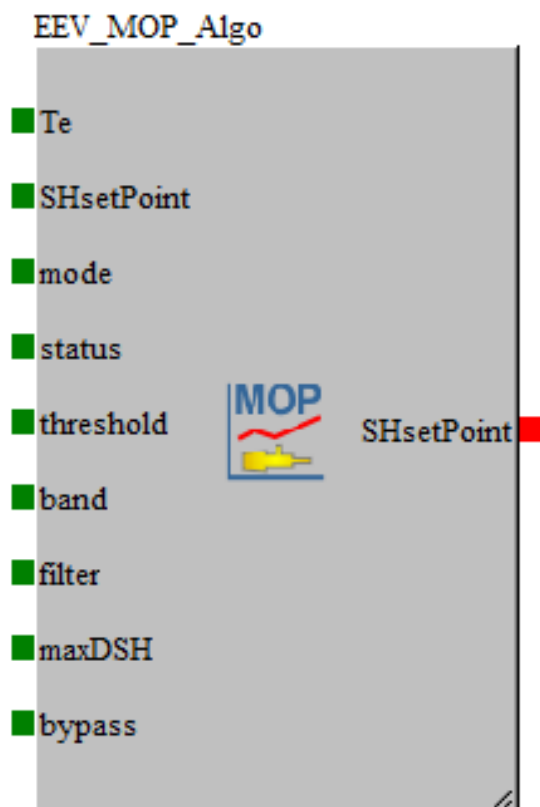 EEV_MOP_Algo
Te
SHsetPoint
mode
status
threshold
MOP
SHsetPoint
band
filter
maxDSH
bypass